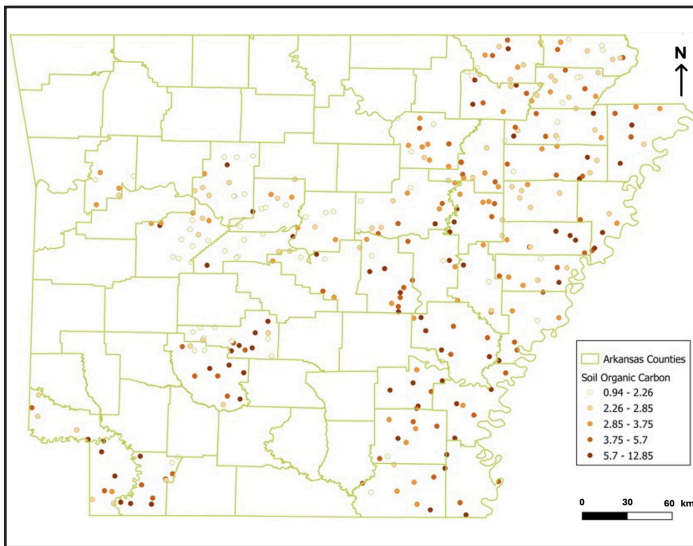 N
Arkansas Counties
Soil Organic Carbon
0.94 - 2.26
2.26 - 2.85
2.85 - 3.75
3.75 - 5.7
5.7 - 12.85
0 30 60 km